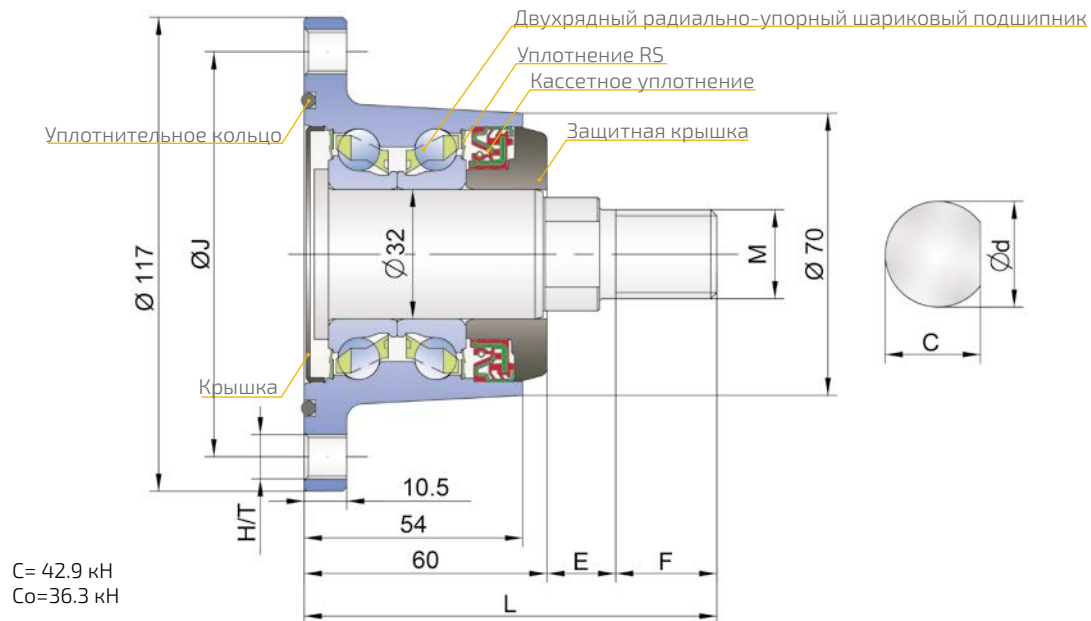 Двухрядный радиально-упорный шариковый подшипник
Уплотнение RS
Кассетное уплотнение
Уплотнительное кольцо
Защитная крышка
Ø 117
ØJ
Ø32
M
Ø 70
Ød
C
Крышка
H/T
10.5
54
60
E
F
L
C= 42.9 кН
Co=36.3 кН